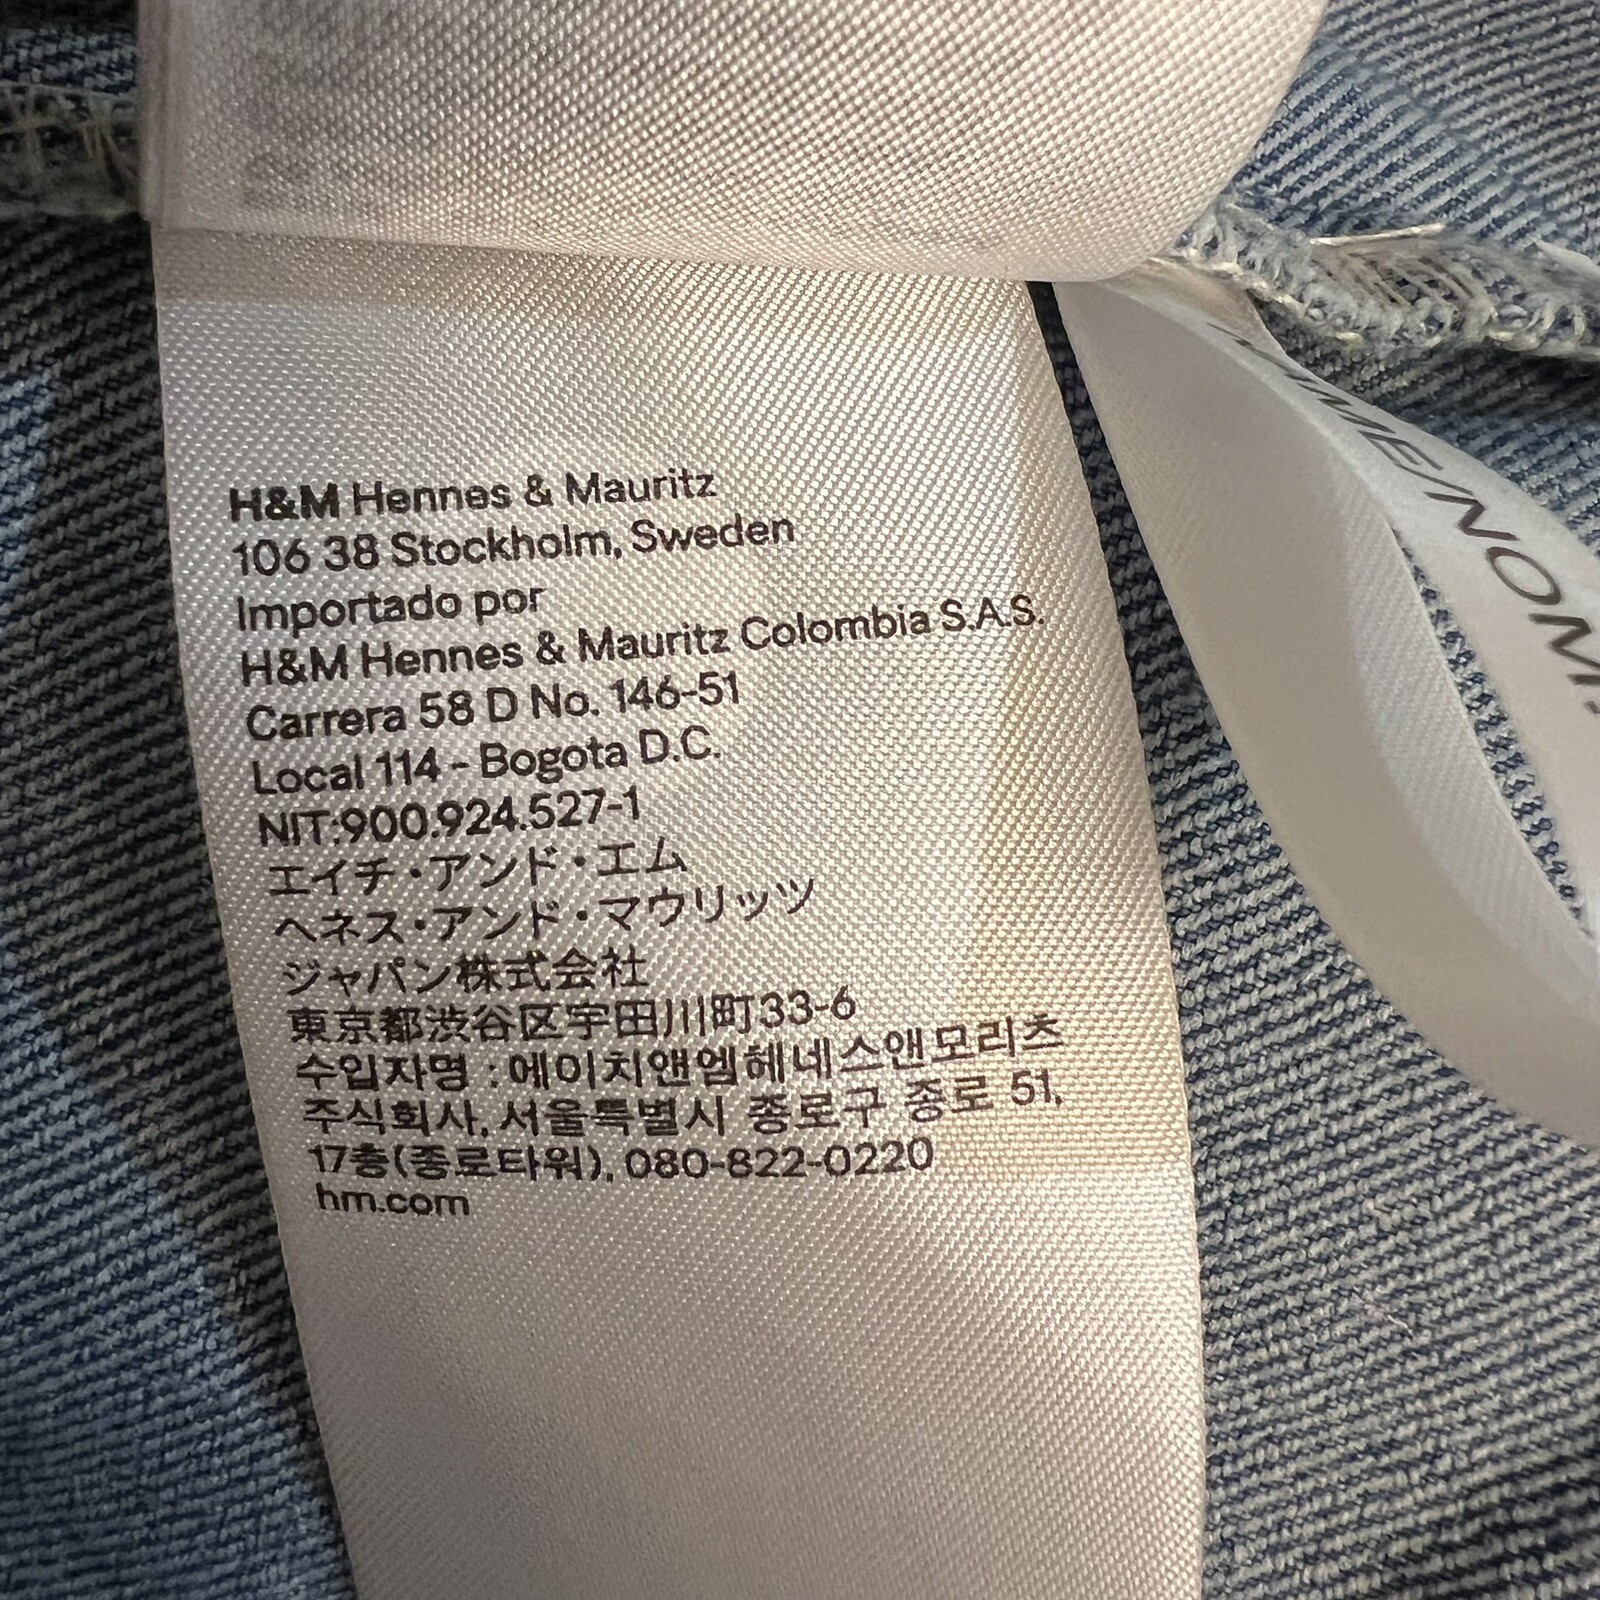 H&M Hennes & Mauritz
106 38 Stockholm, Sweden
Importado por
H&M Hennes & Mauritz Colombia S.A.S.
Carrera 58 D No. 146-51
Local 114 - Bogota D.C.
NIT:900.924.527-1
エイチ・アンド・エム
ヘネス・アンド・マウリッツ
ジャパン株式会社
東京都渋谷区宇田川町33-6
수입자명 : 에이치앤엠헤네스앤모리츠
주식회사, 서울특별시 종로구 종로 51,
17층(종로타워), 080-822-0220
hm.com